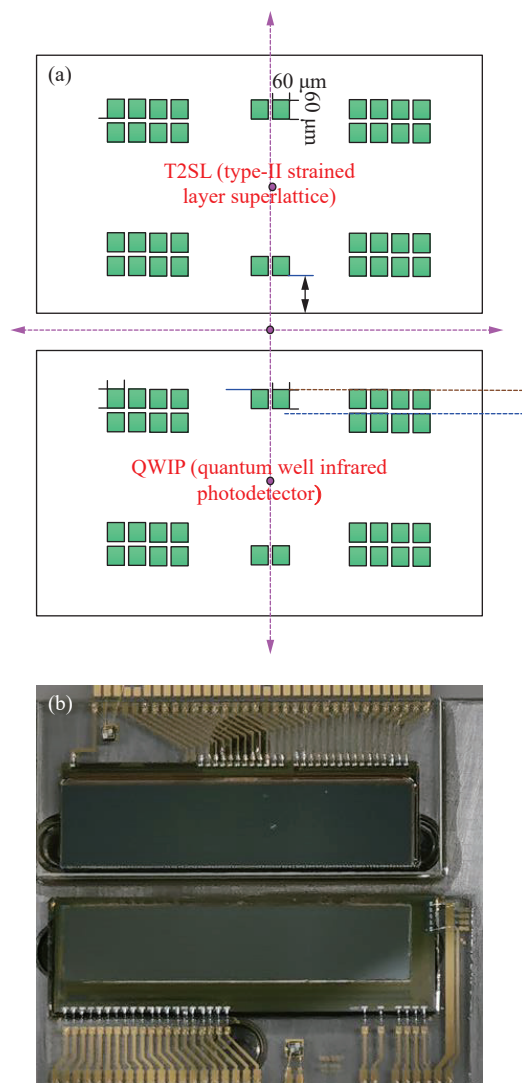 (a)
60 μm
60 μm
T2SL (type-II strained
layer superlattice)
QWIP (quantum well infrared
photodetector)
(b)